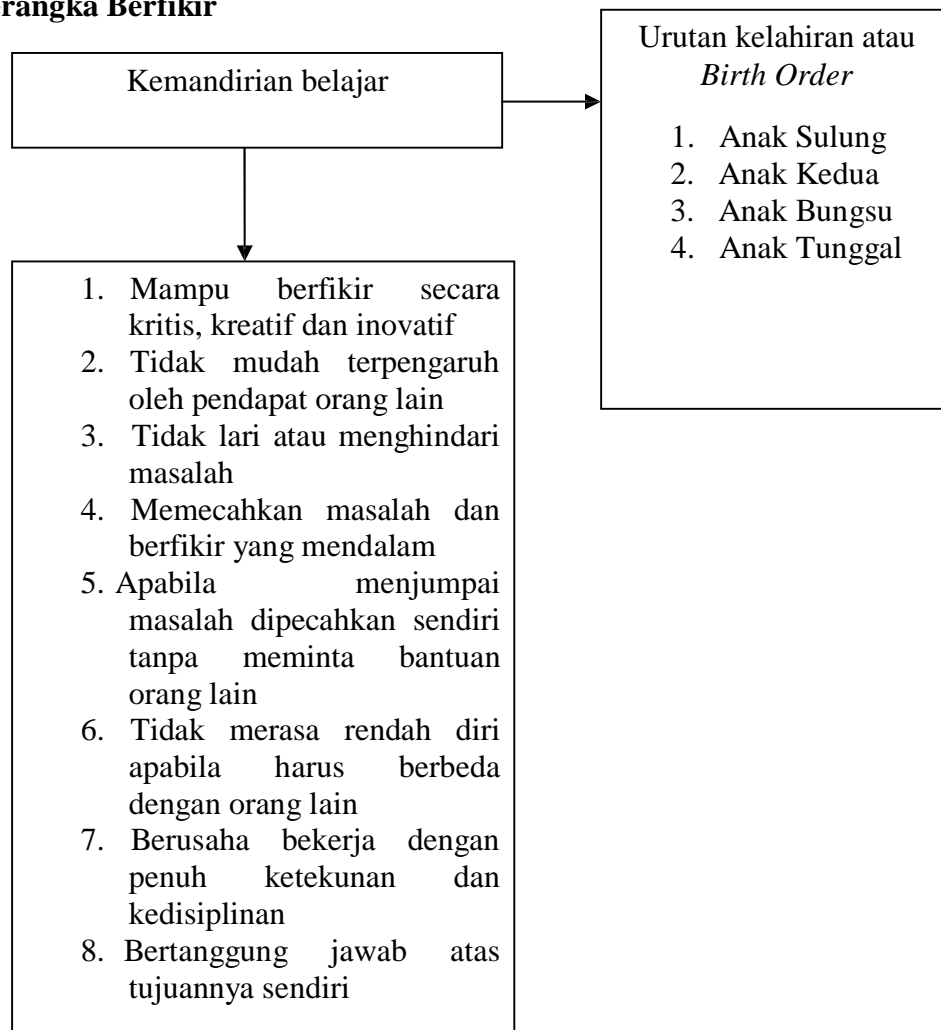 erangka Berfikir
Kemandirian belajar
Urutan kelahiran atau
Birth Order
1. Anak Sulung
2. Anak Kedua
3. Anak Bungsu
4. Anak Tunggal
1. Mampu berfikir secara
kritis, kreatif dan inovatif
2. Tidak mudah terpengaruh
oleh pendapat orang lain
3. Tidak lari atau menghindari
masalah
4. Memecahkan masalah dan
berfikir yang mendalam
5. Apabila menjumpai
masalah dipecahkan sendiri
tanpa meminta bantuan
orang lain
6. Tidak merasa rendah diri
apabila harus berbeda
dengan orang lain
7. Berusaha bekerja dengan
penuh ketekunan dan
kedisiplinan
8. Bertanggung jawab atas
tujuannya sendiri